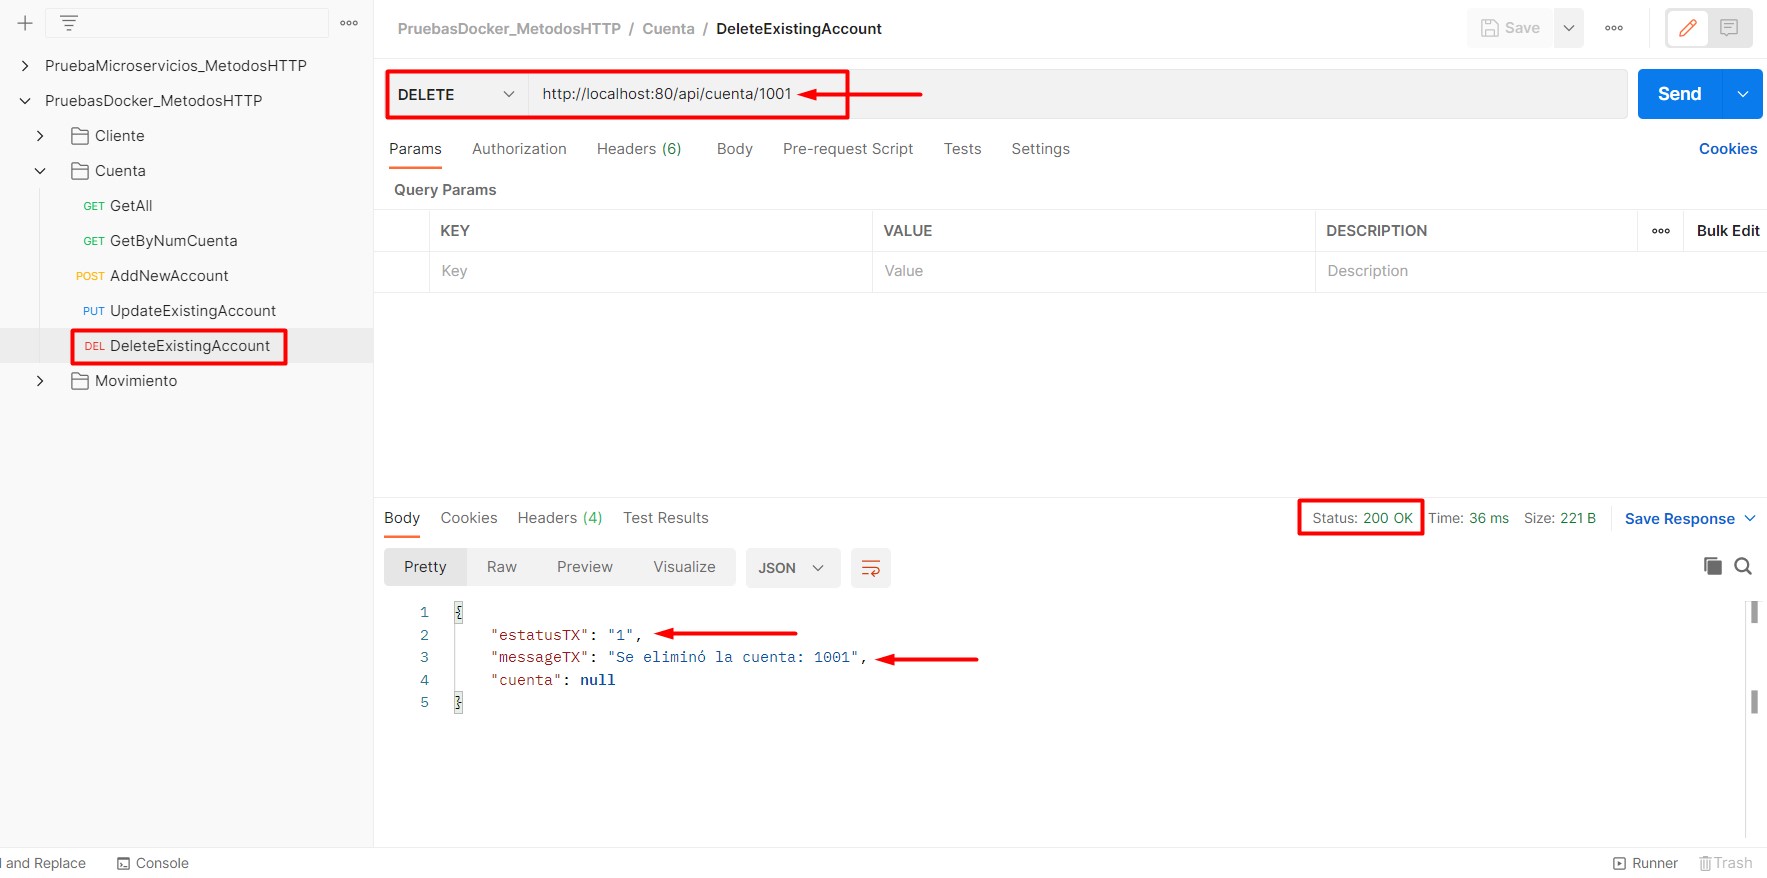 PruebaMicroservicios_MetodosHTTP
PruebasDocker_MetodosHTTP
Cliente
Cuenta
GET GetAll
GET GetByNumCuenta
POST AddNewAccount
PUT UpdateExistingAccount
DEL DeleteExistingAccount
Movimiento
PruebasDocker_MetodosHTTP / Cuenta / DeleteExistingAccount
Save
DELETE http://localhost:80/api/cuenta/1001
Send
Params Authorization Headers (6) Body Pre-request Script Tests Settings Cookies
Query Params
KEY VALUE DESCRIPTION Bulk Edit
Key Value Description
Body Cookies Headers (4) Test Results Status: 200 OK Time: 36 ms Size: 221 B Save Response
Pretty Raw Preview Visualize JSON
1 {
2 "estatusTX": "1",
3 "messageTX": "Se eliminó la cuenta: 1001",
4 "cuenta": null
5 }
and Replace Console Runner Trash